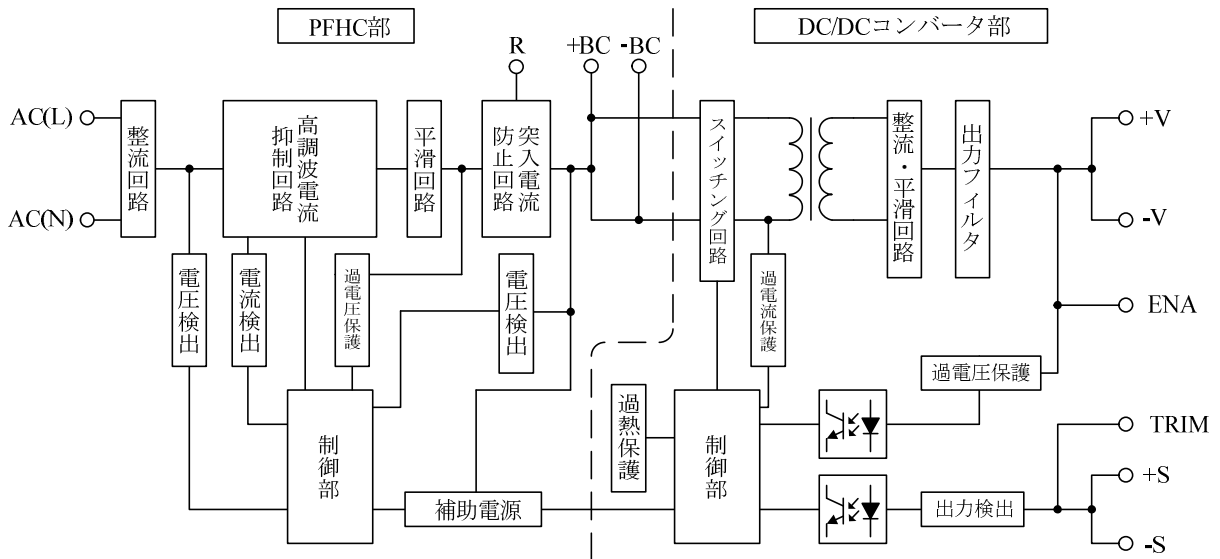 PFHC部
DC/DCコンバータ部
R
+BC
-BC
AC(L)
AC(N)
整流回路
高調波電流
抑制回路
平滑回路
突入電流
防止回路
スイッチング回路
整流・平滑回路
出力フィルタ
+V
-V
ENA
電圧検出
電流検出
過電圧保護
電圧検出
過電流保護
過電圧保護
制御部
過熱保護
制御部
TRIM
補助電源
出力検出
+S
-S